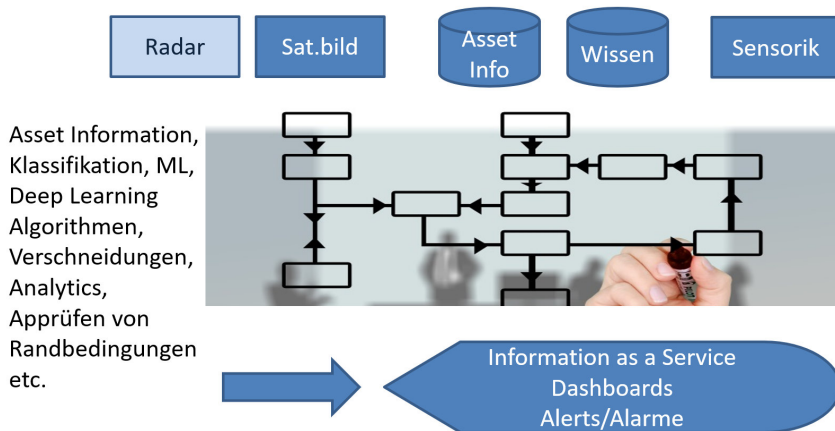 Radar
Sat.bild
Asset
Info
Wissen
Sensorik
Asset Information,
Klassifikation, ML,
Deep Learning
Algorithmen,
Verschneidungen,
Analytics,
Apprüfen von
Randbedingungen
etc.
Information as a Service
Dashboards
Alerts/Alarme